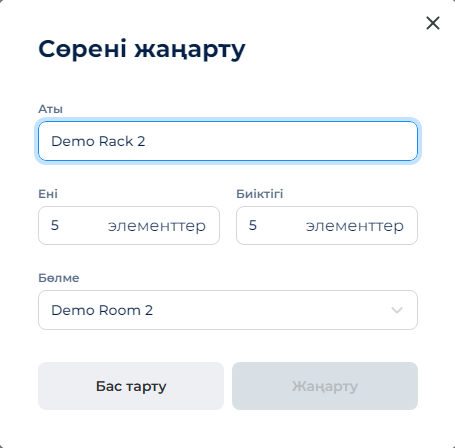 Сөрені жаңарту
Аты
Demo Rack 2
Ені Биіктігі
5 элементтер 5 элементтер
Бөлме
Demo Room 2
Бас тарту Жаңарту